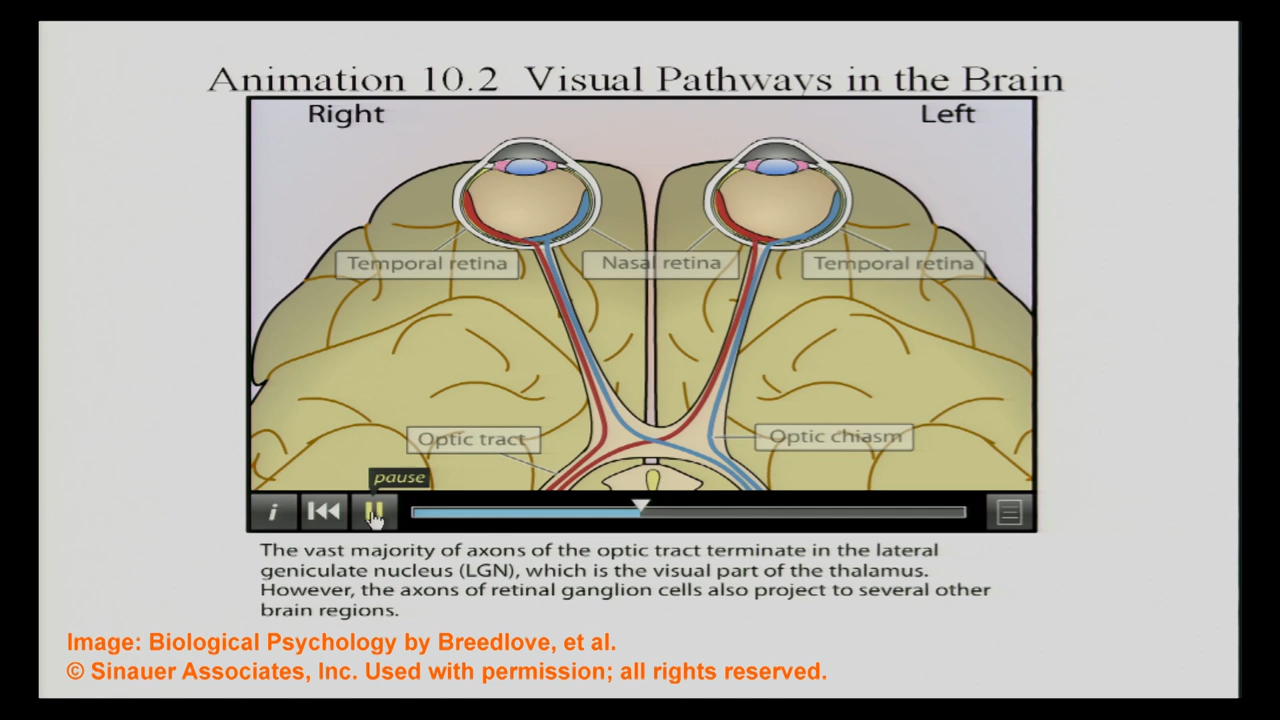 Animation 10.2 Visual Pathways in the Brain
Right
Left
Temporal retina
Nasal retina
Temporal retina
Optic tract
Optic chiasm
pause
i
The vast majority of axons of the optic tract terminate in the lateral
geniculate nucleus (LGN), which is the visual part of the thalamus.
However, the axons of retinal ganglion cells also project to several other
brain regions.
Image: Biological Psychology by Breedlove, et al.
© Sinauer Associates, Inc. Used with permission; all rights reserved.